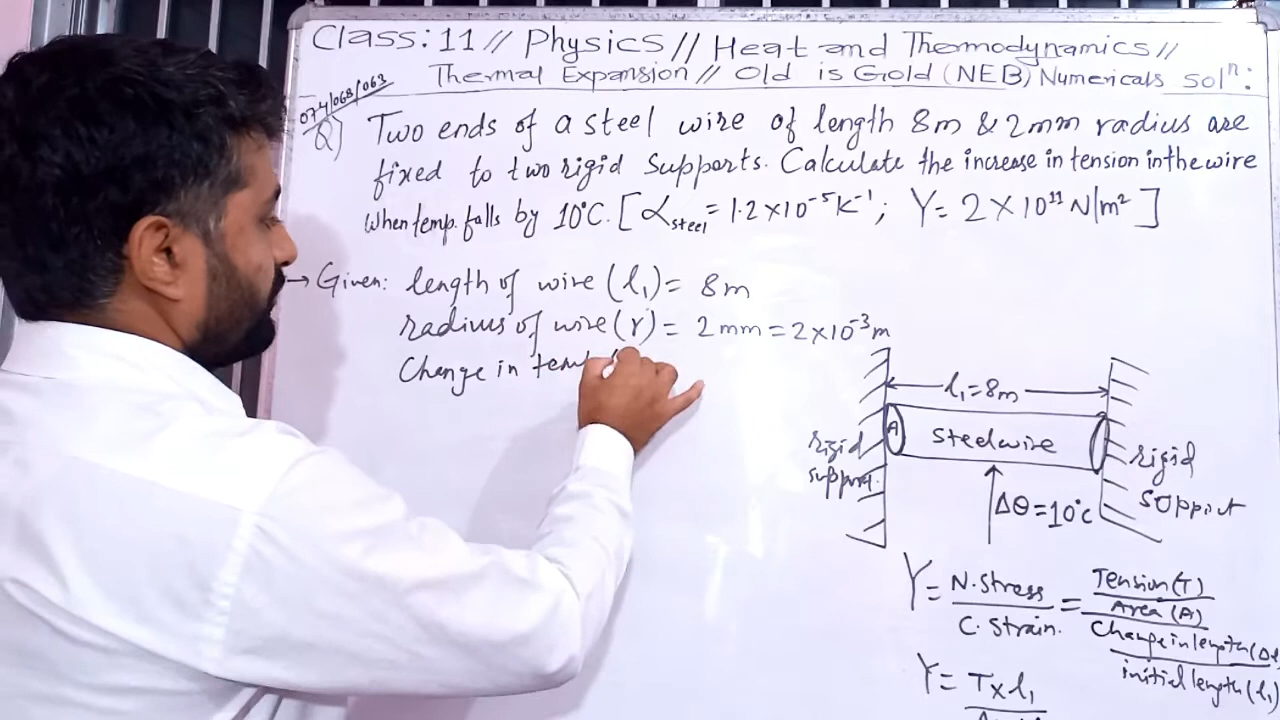 Class: 11 // Physics // Heat and Thermodynamics //
Thermal Expansion // Old is Gold (NEB) Numericals solⁿ:
074/068/063
Q) Two ends of a steel wire of length 8m & 2mm radius are
fixed to two rigid supports. Calculate the increase in tension in the wire
when temp. falls by 10°C. [αsteel = 1.2 × 10⁻⁵ K⁻¹; Y = 2 × 10¹¹ N/m²]
→ Given: length of wire (l₁) = 8m
radius of wire (r) = 2mm = 2×10⁻³m
Change in temp
l₁=8m
A steel wire
rigid
support.
rigid
support
Δθ=10°C
Y = N. Stress / C. Strain. = Tension (T) / Area (A) / Change in length (Δl / initial length (l₁)
Y = T × l₁